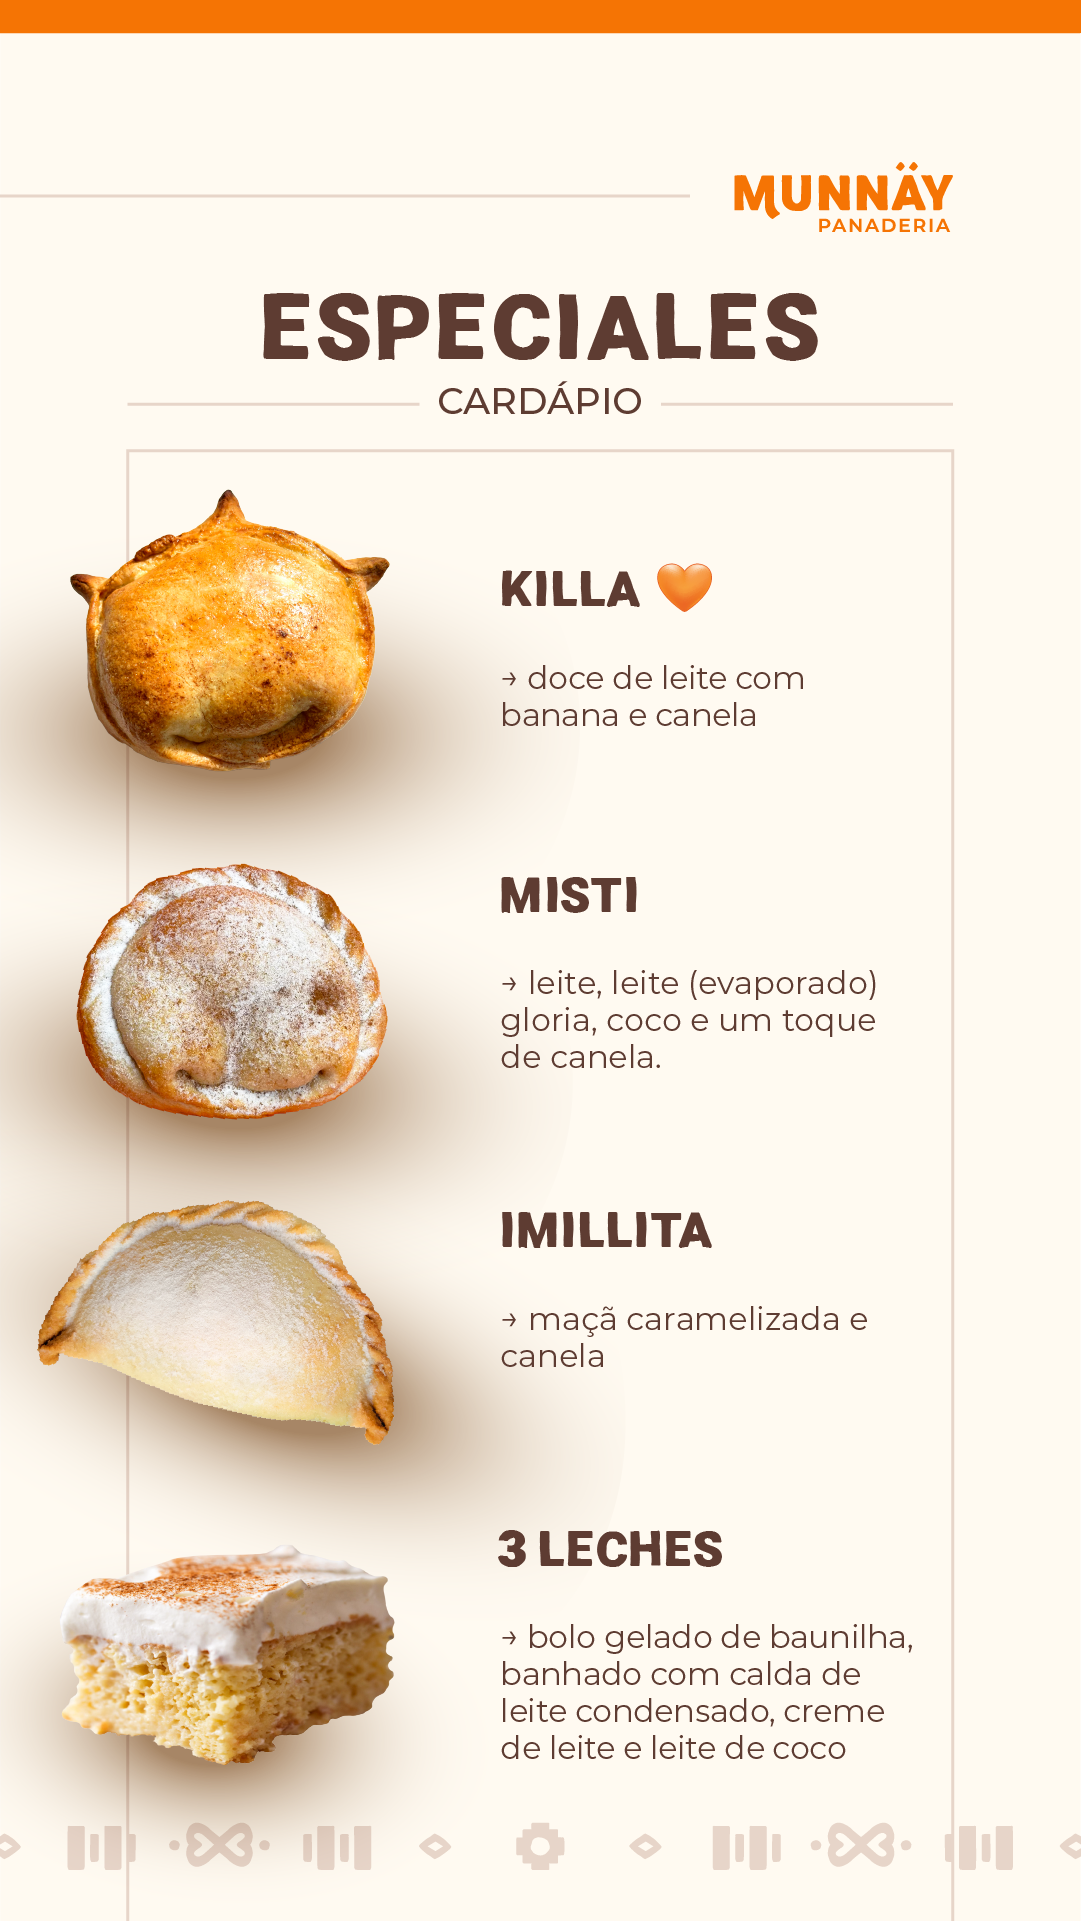 MUNNÄY
PANADERIA
ESPECIALES
CARDÁPIO
KILLA 🧡
→ doce de leite com
banana e canela
MISTI
→ leite, leite (evaporado)
gloria, coco e um toque
de canela.
IMILLITA
→ maçã caramelizada e
canela
3 LECHES
→ bolo gelado de baunilha,
banhado com calda de
leite condensado, creme
de leite e leite de coco